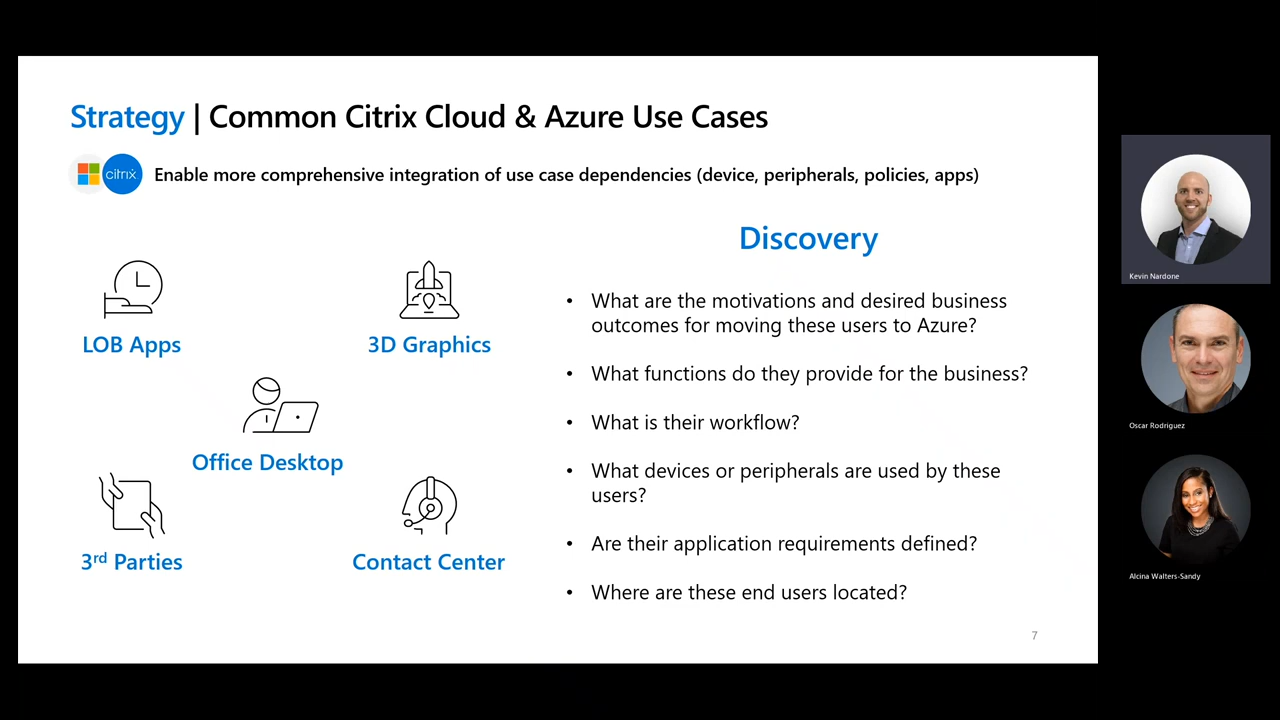 Strategy | Common Citrix Cloud & Azure Use Cases
citrix
Enable more comprehensive integration of use case dependencies (device, peripherals, policies, apps)
LOB Apps
3D Graphics
Office Desktop
3rd Parties
Contact Center
Discovery
• What are the motivations and desired business
outcomes for moving these users to Azure?
• What functions do they provide for the business?
• What is their workflow?
• What devices or peripherals are used by these
users?
• Are their application requirements defined?
• Where are these end users located?
7
Kevin Nardone
Oscar Rodriguez
Alcina Walters-Sandy